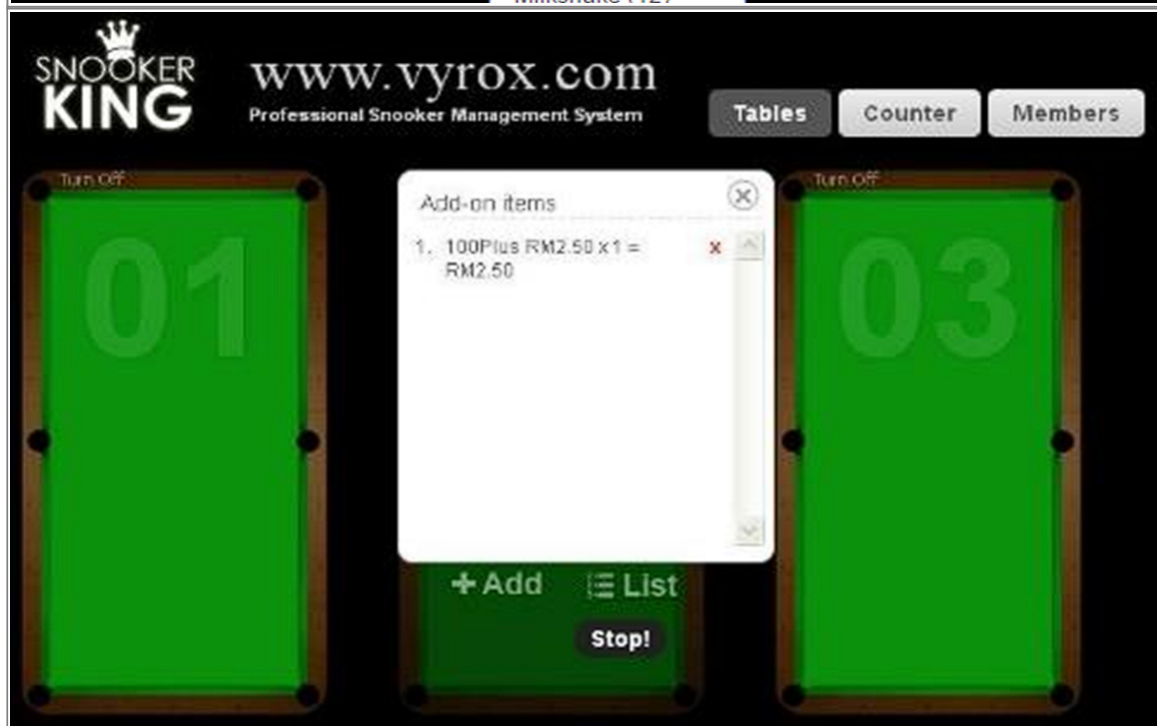 SNOOKER
KING
www.vyrox.com
Professional Snooker Management System
Tables
Counter
Members
Turn Off
Turn Off
01
03
Add-on items
1. 100Plus RM2.50 x 1 =
RM2.50
x
+ Add
List
Stop!